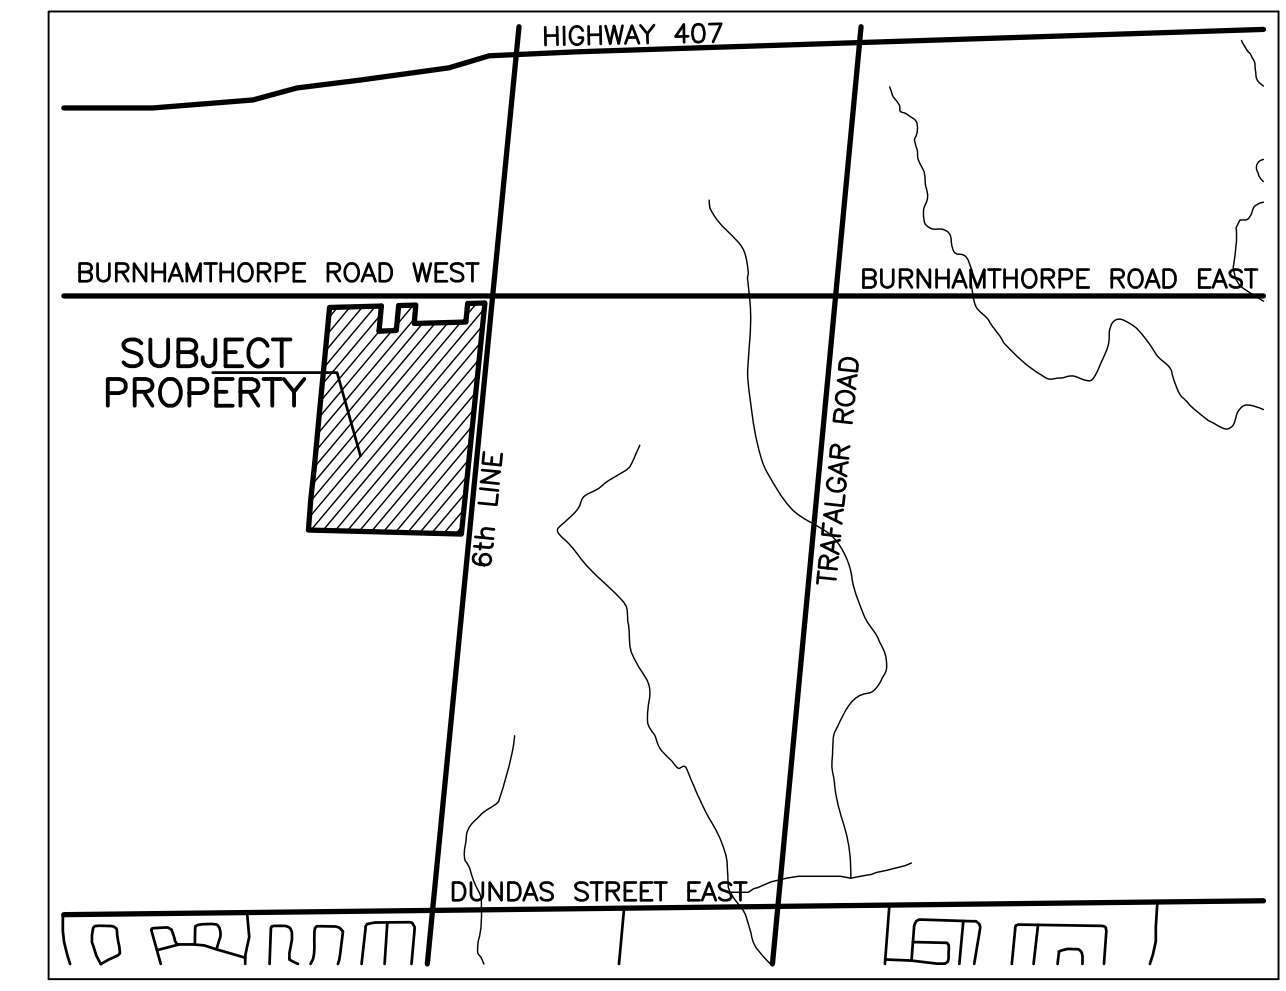 HIGHWAY 407
BURNHAMTHORPE ROAD WEST
BURNHAMTHORPE ROAD EAST
SUBJECT
PROPERTY
6th LINE
TRAFALGAR ROAD
DUNDAS STREET EAST